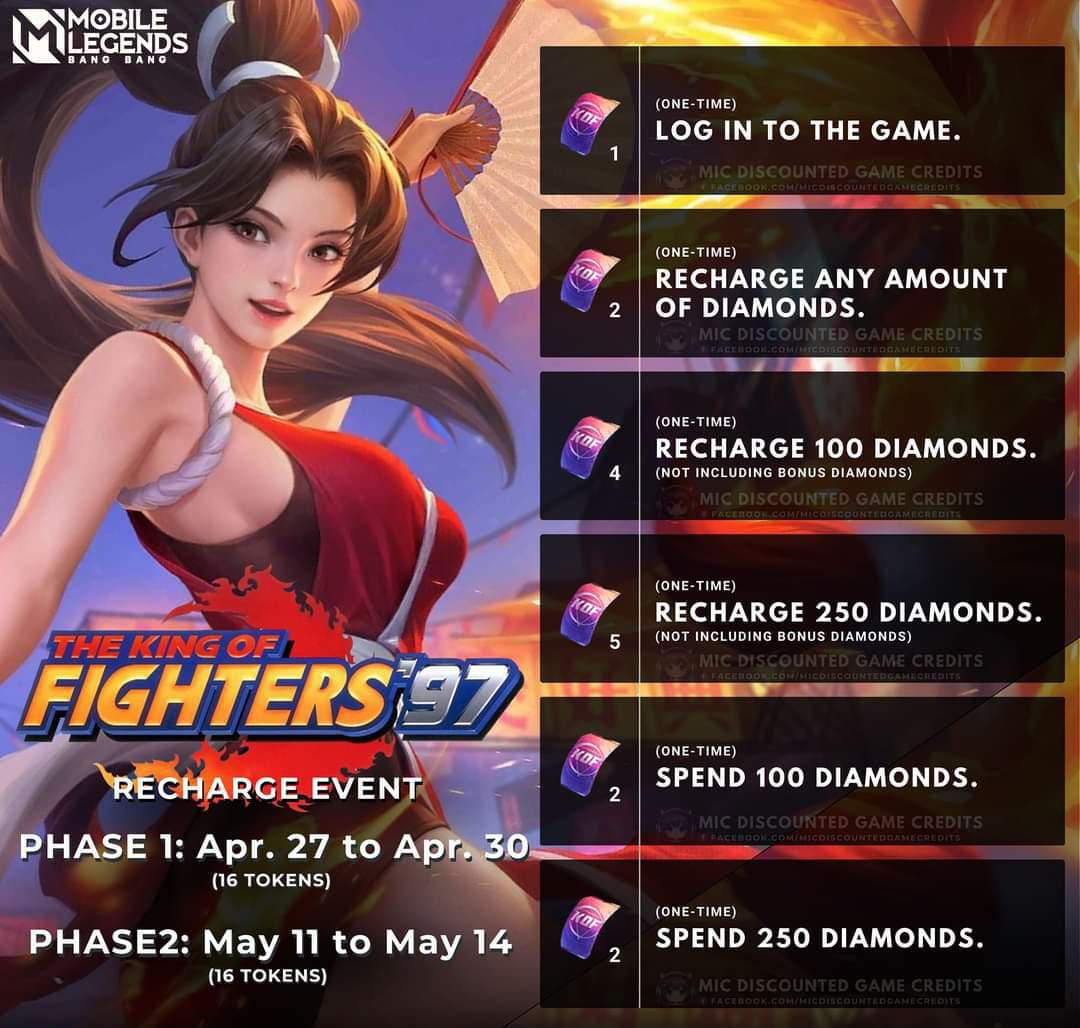 MOBILE
LEGENDS
BANG BANG
THE KING OF
FIGHTERS'97
RECHARGE EVENT
PHASE 1: Apr. 27 to Apr. 30
(16 TOKENS)
PHASE2: May 11 to May 14
(16 TOKENS)
KOF
1
(ONE-TIME)
LOG IN TO THE GAME.
MIC DISCOUNTED GAME CREDITS
FACEBOOK.COM/MICDISCOUNTEDGAMECREDITS
KOF
2
(ONE-TIME)
RECHARGE ANY AMOUNT
OF DIAMONDS.
MIC DISCOUNTED GAME CREDITS
FACEBOOK.COM/MICDISCOUNTEDGAMECREDITS
KOF
4
(ONE-TIME)
RECHARGE 100 DIAMONDS.
(NOT INCLUDING BONUS DIAMONDS)
MIC DISCOUNTED GAME CREDITS
FACEBOOK.COM/MICDISCOUNTEDGAMECREDITS
KOF
5
(ONE-TIME)
RECHARGE 250 DIAMONDS.
(NOT INCLUDING BONUS DIAMONDS)
MIC DISCOUNTED GAME CREDITS
FACEBOOK.COM/MICDISCOUNTEDGAMECREDITS
KOF
2
(ONE-TIME)
SPEND 100 DIAMONDS.
MIC DISCOUNTED GAME CREDITS
FACEBOOK.COM/MICDISCOUNTEDGAMECREDITS
KOF
2
(ONE-TIME)
SPEND 250 DIAMONDS.
MIC DISCOUNTED GAME CREDITS
FACEBOOK.COM/MICDISCOUNTEDGAMECREDITS